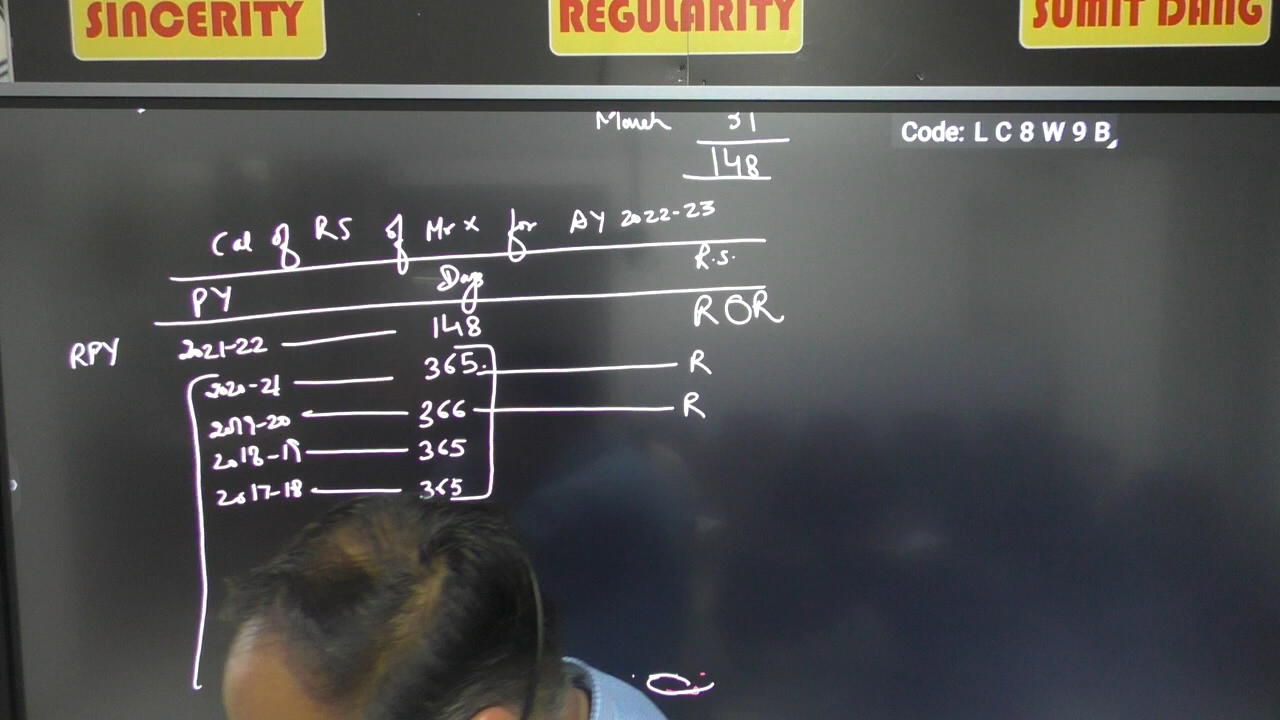 SINCERITY
REGULARITY
SUMIT DANG
March 31
148
Code: L C 8 W 9 B
Cal of RS of Mr X for AY 2022-23
PY Days R.S.
RPY 2021-22 148 ROR
2020-21 365 R
2019-20 366 R
2018-19 365
2017-18 365